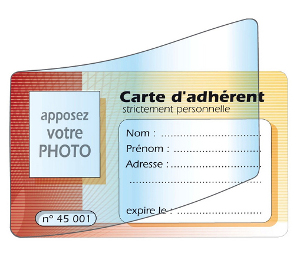 apposez
votre
PHOTO
n° 45 001
Carte d'adhérent
strictement personnelle
Nom : ..............................
Prénom : ..........................
Adresse : .........................
.......................................
expire le : ........................